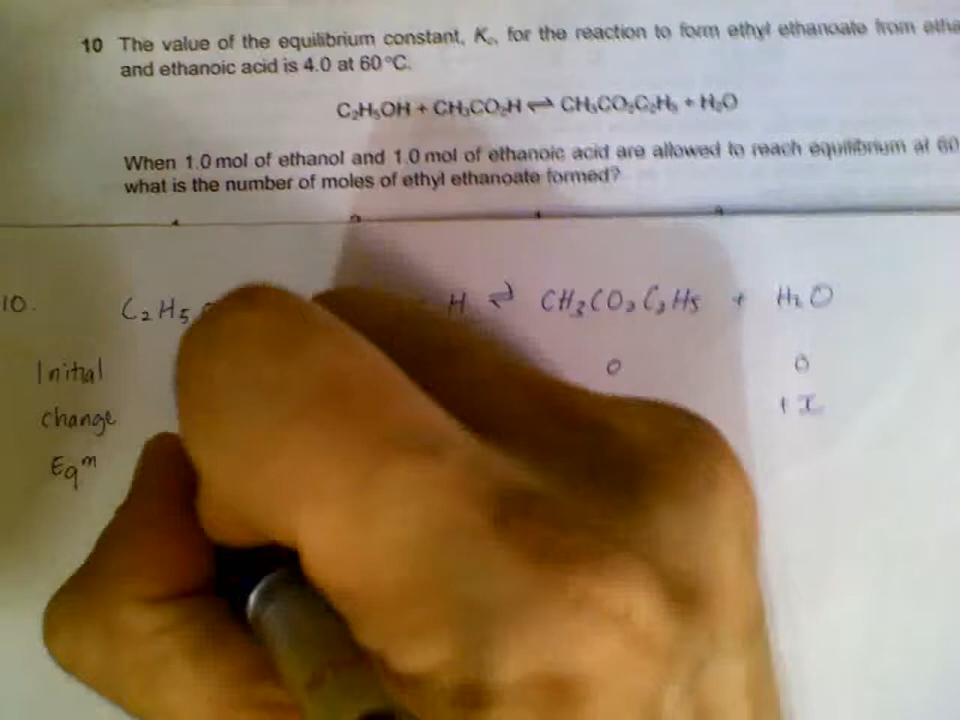 10 The value of the equilibrium constant, Kc, for the reaction to form ethyl ethanoate from
and ethanoic acid is 4.0 at 60 °C.
C₂H₅OH + CH₃CO₂H ⇌ CH₃CO₂C₂H₅ + H₂O
When 1.0 mol of ethanol and 1.0 mol of ethanoic acid are allowed to reach equilibrium at 60
what is the number of moles of ethyl ethanoate formed?
10. C₂H₅ H ⇌ CH₃CO₂C₂H₅ + H₂O
Initial 0 0
change + x
Eqᵐ